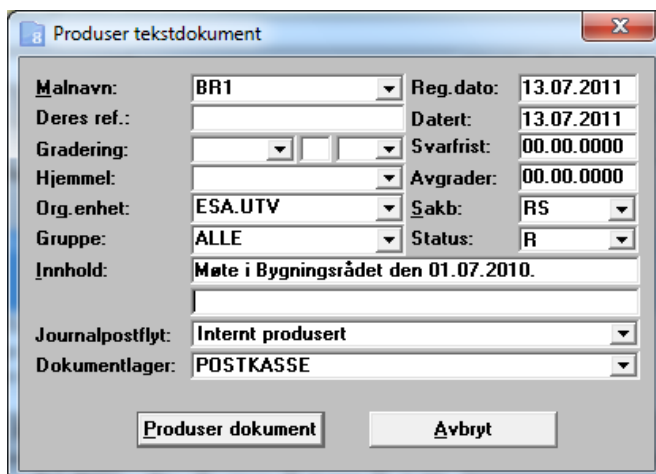 Produser tekstdokument
Malnavn: BR1 Reg.dato: 13.07.2011
Deres ref.: Datert: 13.07.2011
Gradering: Svarfrist: 00.00.0000
Hjemmel: Avgrader: 00.00.0000
Org.enhet: ESA.UTV Sakb: RS
Gruppe: ALLE Status: R
Innhold: Møte i Bygningsrådet den 01.07.2010.
Journalpostflyt: Internt produsert
Dokumentlager: POSTKASSE
Produser dokument Avbryt